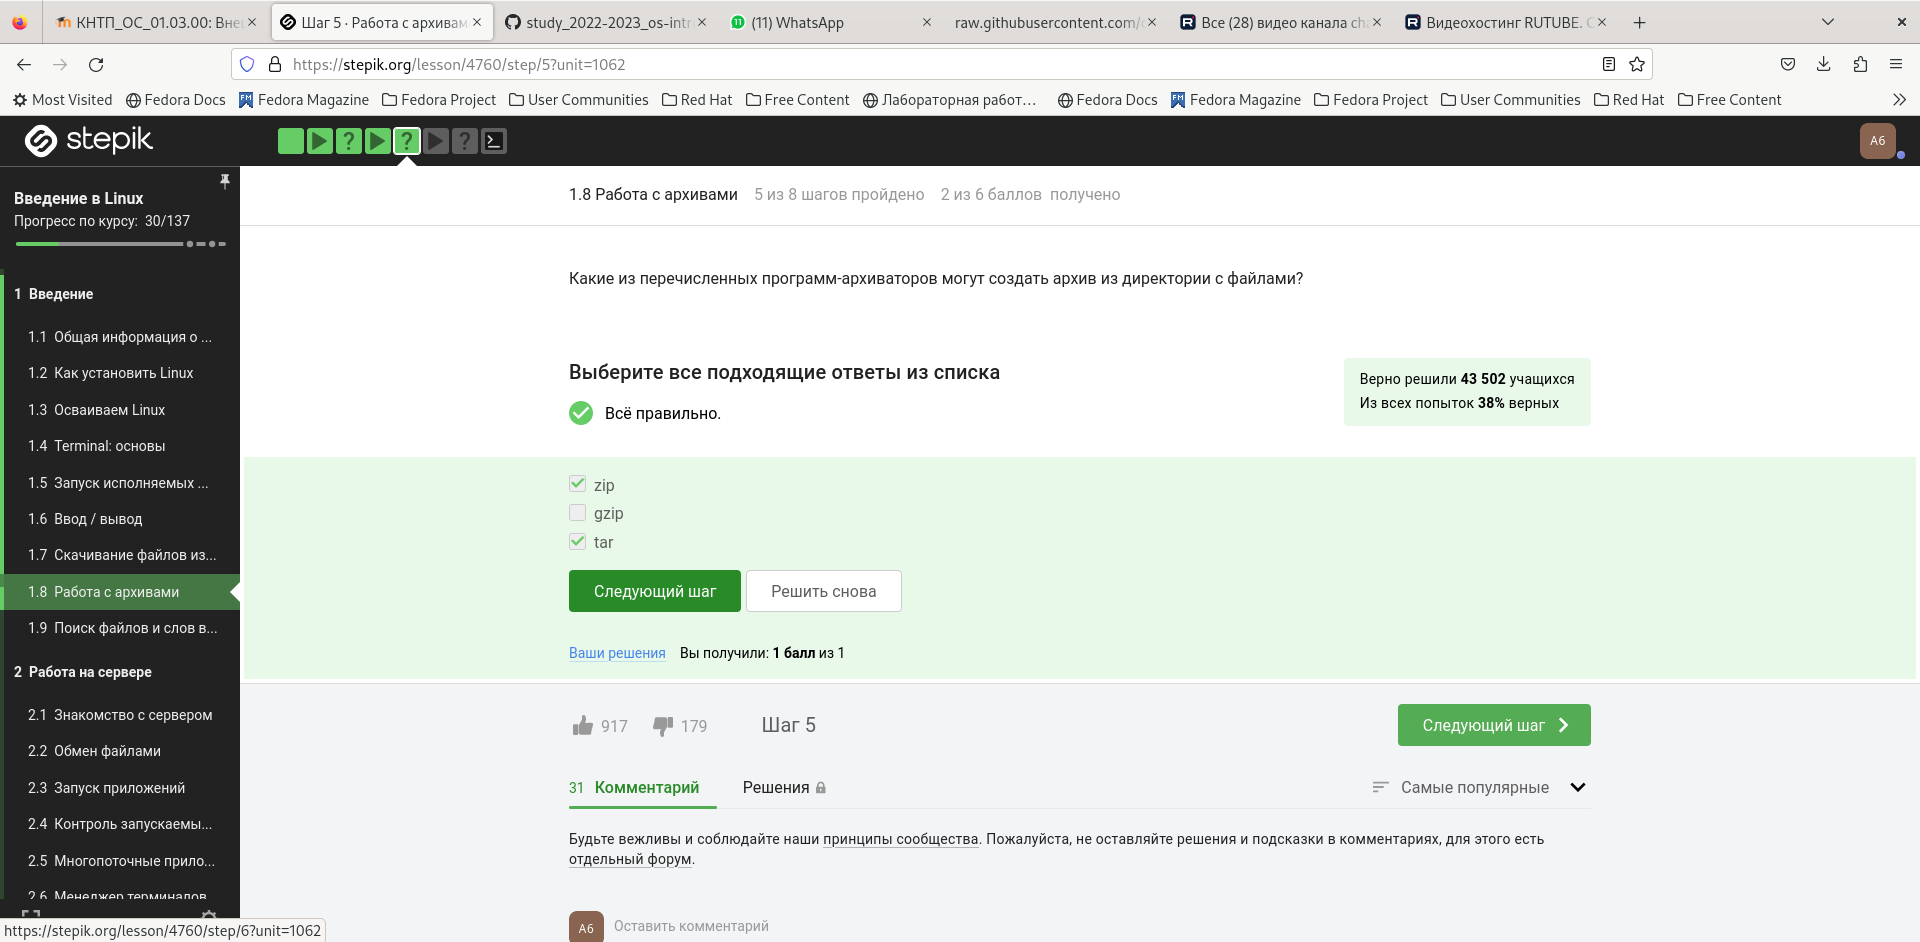 КНТП_ОС_01.03.00: Вне
Шаг 5 · Работа с архивам
study_2022-2023_os-intr
(11) WhatsApp
raw.githubusercontent.com/
Все (28) видео канала ch
Видеохостинг RUTUBE. С
https://stepik.org/lesson/4760/step/5?unit=1062
Most Visited Fedora Docs Fedora Magazine Fedora Project User Communities Red Hat Free Content Лабораторная работ… Fedora Docs Fedora Magazine Fedora Project User Communities Red Hat Free Content
stepik
A6
Введение в Linux
Прогресс по курсу: 30/137
1 Введение
1.1 Общая информация о ...
1.2 Как установить Linux
1.3 Осваиваем Linux
1.4 Terminal: основы
1.5 Запуск исполняемых ...
1.6 Ввод / вывод
1.7 Скачивание файлов из...
1.8 Работа с архивами
1.9 Поиск файлов и слов в...
2 Работа на сервере
2.1 Знакомство с сервером
2.2 Обмен файлами
2.3 Запуск приложений
2.4 Контроль запускаемы...
2.5 Многопоточные прило...
2.6 Менеджер терминалов
https://stepik.org/lesson/4760/step/6?unit=1062
1.8 Работа с архивами 5 из 8 шагов пройдено 2 из 6 баллов получено
Какие из перечисленных программ-архиваторов могут создать архив из директории с файлами?
Выберите все подходящие ответы из списка
Всё правильно.
Верно решили 43 502 учащихся
Из всех попыток 38% верных
zip
gzip
tar
Следующий шаг Решить снова
Ваши решения Вы получили: 1 балл из 1
917 179 Шаг 5 Следующий шаг
31 Комментарий Решения Самые популярные
Будьте вежливы и соблюдайте наши принципы сообщества. Пожалуйста, не оставляйте решения и подсказки в комментариях, для этого есть
отдельный форум.
A6 Оставить комментарий